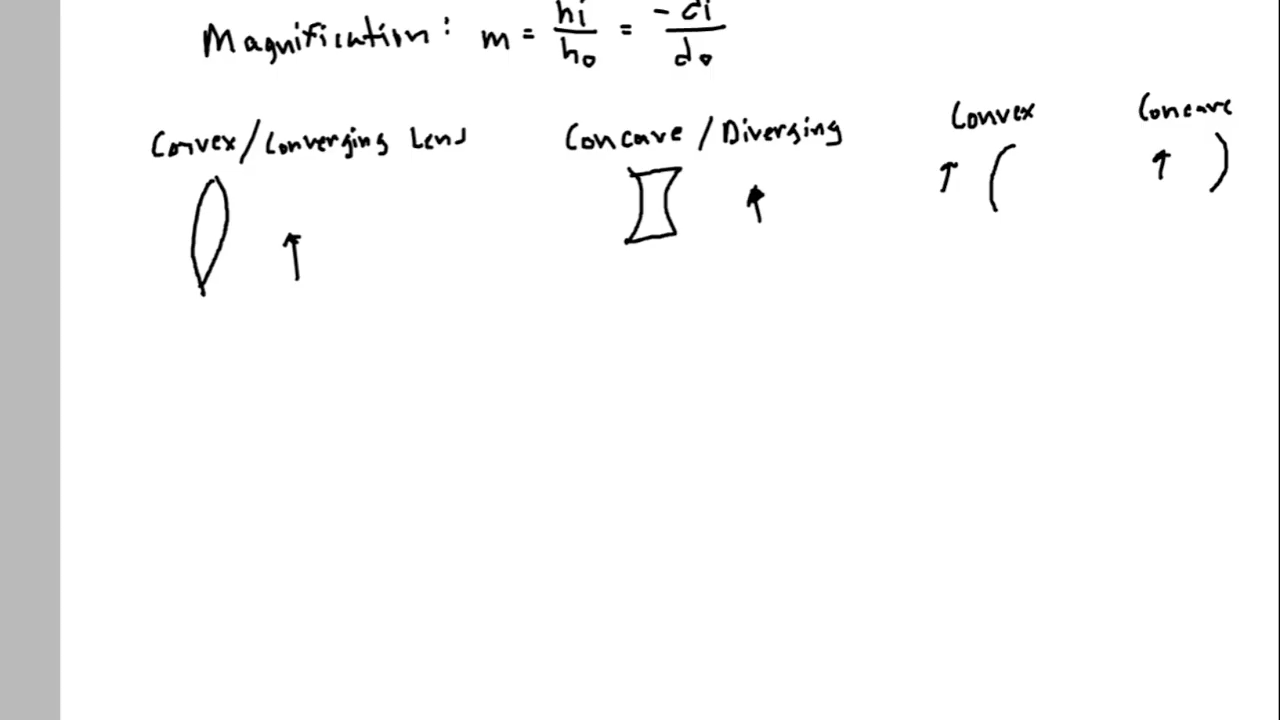 Magnification: m = hi/ho = -di/do
Convex/Converging Lens Concave/Diverging Convex Concave